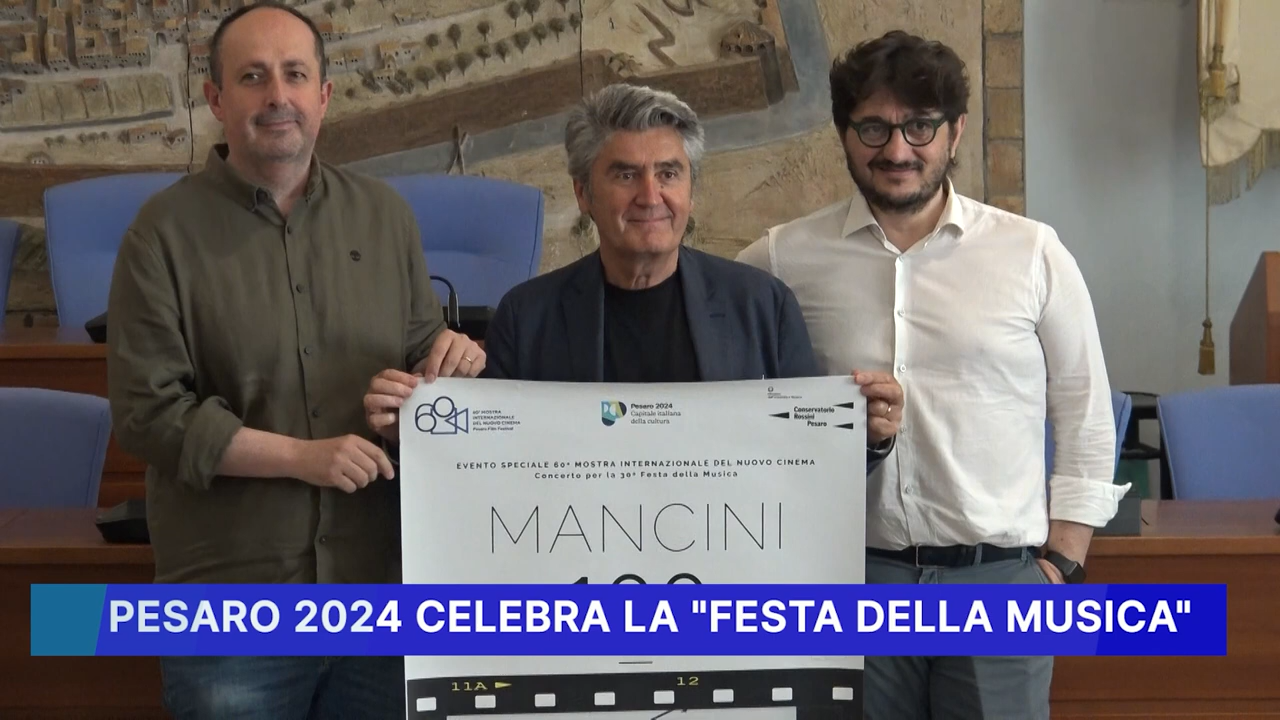 60ª MOSTRA
INTERNAZIONALE
DEL NUOVO CINEMA
Pesaro Film Festival
Pesaro 2024
Capitale italiana
della cultura
Conservatorio
Rossini
Pesaro
EVENTO SPECIALE 60ª MOSTRA INTERNAZIONALE DEL NUOVO CINEMA
Concerto per la 30ª Festa della Musica
MANCINI
PESARO 2024 CELEBRA LA "FESTA DELLA MUSICA"
11A
12